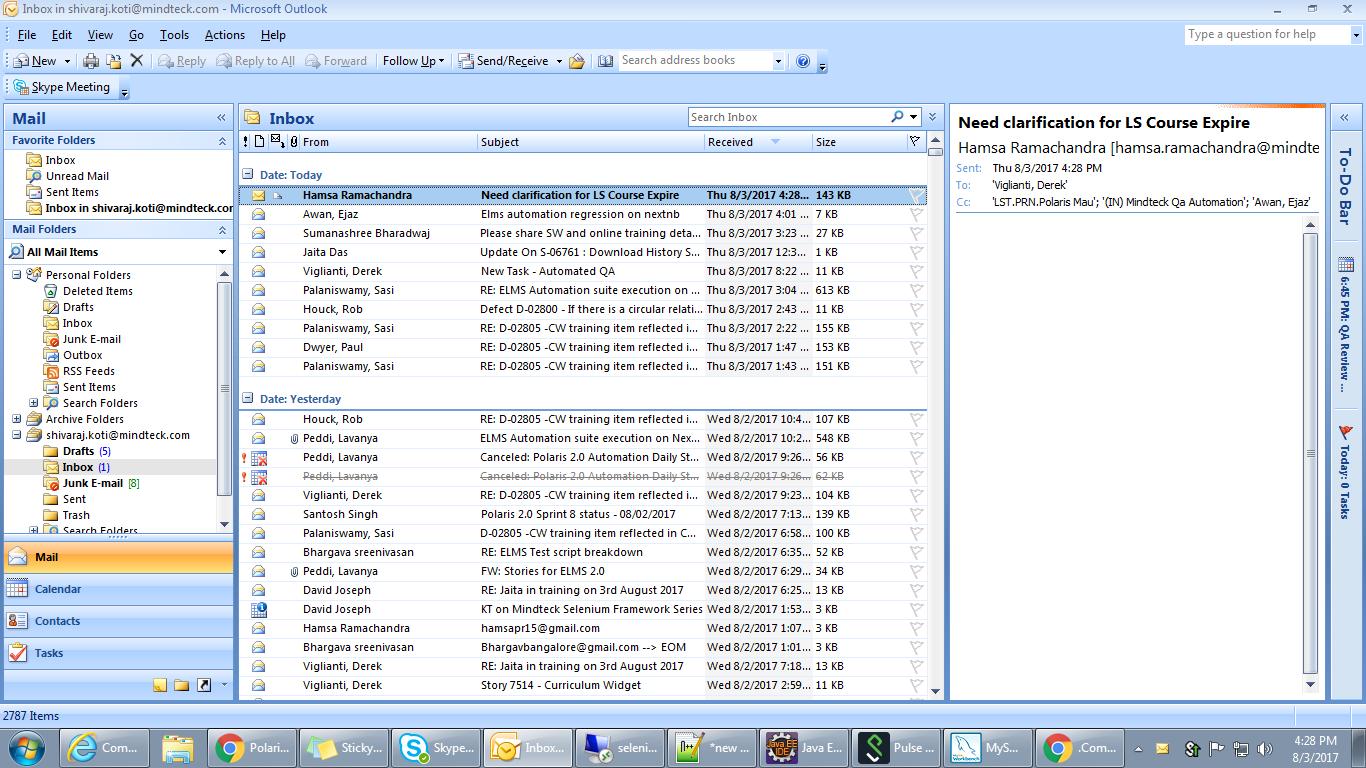 Inbox in shivaraj.koti@mindteck.com - Microsoft Outlook
File Edit View Go Tools Actions Help Type a question for help
New Reply Reply to All Forward Follow Up Send/Receive Search address books
Skype Meeting
Mail «
Favorite Folders
Inbox
Unread Mail
Sent Items
Inbox in shivaraj.koti@mindteck.cor
Mail Folders
All Mail Items
Personal Folders
Deleted Items
Drafts
Inbox
Junk E-mail
Outbox
RSS Feeds
Sent Items
Search Folders
Archive Folders
shivaraj.koti@mindteck.com
Drafts (5)
Inbox (1)
Junk E-mail [8]
Sent
Trash
Search Folders
Mail
Calendar
Contacts
Tasks
Inbox Search Inbox
From Subject Received Size
Date: Today
Hamsa Ramachandra Need clarification for LS Course Expire Thu 8/3/2017 4:28... 143 KB
Awan, Ejaz Elms automation regression on nextnb Thu 8/3/2017 4:01 ... 7 KB
Sumanashree Bharadwaj Please share SW and online training deta... Thu 8/3/2017 3:23 ... 27 KB
Jaita Das Update On S-06761 : Download History S... Thu 8/3/2017 12:3... 1 KB
Viglianti, Derek New Task - Automated QA Thu 8/3/2017 8:22 ... 11 KB
Palaniswamy, Sasi RE: ELMS Automation suite execution on ... Thu 8/3/2017 3:04 ... 613 KB
Houck, Rob Defect D-02800 - If there is a circular relati... Thu 8/3/2017 2:43 ... 11 KB
Palaniswamy, Sasi RE: D-02805 -CW training item reflected i... Thu 8/3/2017 2:22 ... 155 KB
Dwyer, Paul RE: D-02805 -CW training item reflected i... Thu 8/3/2017 1:47 ... 153 KB
Palaniswamy, Sasi RE: D-02805 -CW training item reflected i... Thu 8/3/2017 1:43 ... 151 KB
Date: Yesterday
Houck, Rob RE: D-02805 -CW training item reflected i... Wed 8/2/2017 10:4... 107 KB
Peddi, Lavanya ELMS Automation suite execution on Nex... Wed 8/2/2017 10:2... 548 KB
Peddi, Lavanya Canceled: Polaris 2.0 Automation Daily St... Wed 8/2/2017 9:26... 56 KB
Peddi, Lavanya Canceled: Polaris 2.0 Automation Daily St... Wed 8/2/2017 9:26... 62 KB
Viglianti, Derek RE: D-02805 -CW training item reflected i... Wed 8/2/2017 9:23... 104 KB
Santosh Singh Polaris 2.0 Sprint 8 status - 08/02/2017 Wed 8/2/2017 7:13... 139 KB
Palaniswamy, Sasi D-02805 -CW training item reflected in C... Wed 8/2/2017 6:58... 100 KB
Bhargava sreenivasan RE: ELMS Test script breakdown Wed 8/2/2017 6:35... 52 KB
Peddi, Lavanya FW: Stories for ELMS 2.0 Wed 8/2/2017 6:29... 34 KB
David Joseph RE: Jaita in training on 3rd August 2017 Wed 8/2/2017 6:25... 13 KB
David Joseph KT on Mindteck Selenium Framework Series Wed 8/2/2017 1:53... 3 KB
Hamsa Ramachandra hamsapr15@gmail.com Wed 8/2/2017 1:07... 3 KB
Bhargava sreenivasan Bhargavbangalore@gmail.com --> EOM Wed 8/2/2017 1:01... 3 KB
Viglianti, Derek RE: Jaita in training on 3rd August 2017 Wed 8/2/2017 7:18... 13 KB
Viglianti, Derek Story 7514 - Curriculum Widget Wed 8/2/2017 2:59... 11 KB
Need clarification for LS Course Expire
Hamsa Ramachandra [hamsa.ramachandra@mindte
Sent: Thu 8/3/2017 4:28 PM
To: 'Viglianti, Derek'
Cc: 'LST.PRN.Polaris Mau'; '(IN) Mindteck Qa Automation'; 'Awan, Ejaz'
«
To-Do Bar
6:45 PM: QA Review ...
Today: 0 Tasks
2787 Items
Com... Polari... Sticky... Skype... Inbox... seleni... *new ... Java E... Pulse ... MyS... .Com... 4:28 PM
8/3/2017